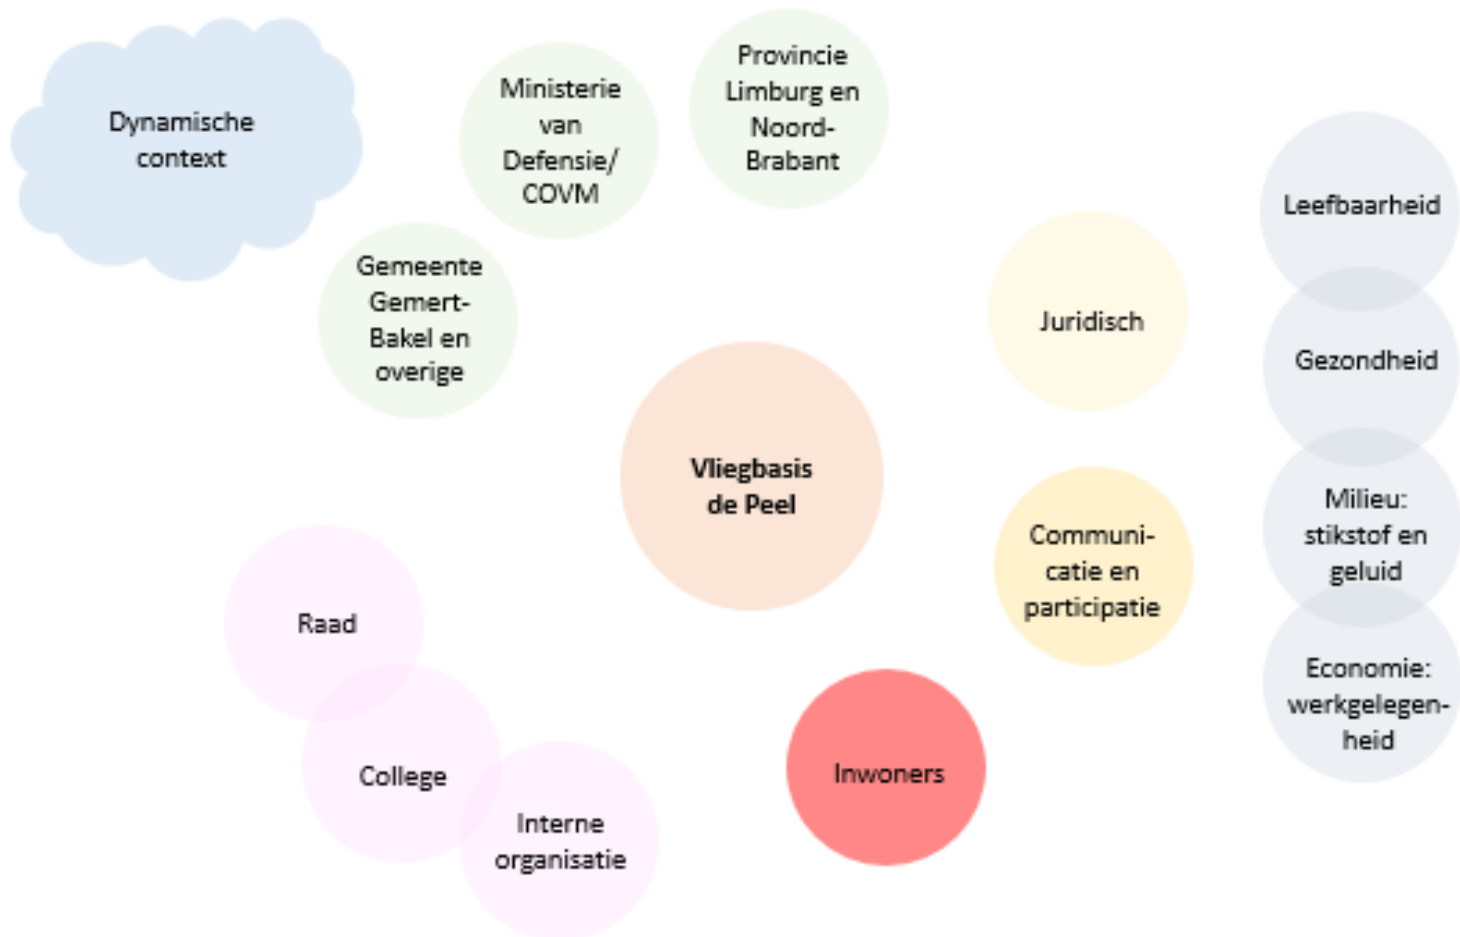 Dynamische
context
Ministerie
van
Defensie/
COVM
Provincie
Limburg en
Noord-
Brabant
Gemeente
Gemert-
Bakel en
overige
Leefbaarheid
Juridisch
Gezondheid
Vliegbasis
de Peel
Communi-
catie en
participatie
Milieu:
stikstof en
geluid
Raad
College
Interne
organisatie
Inwoners
Economie:
werkgelegen-
heid